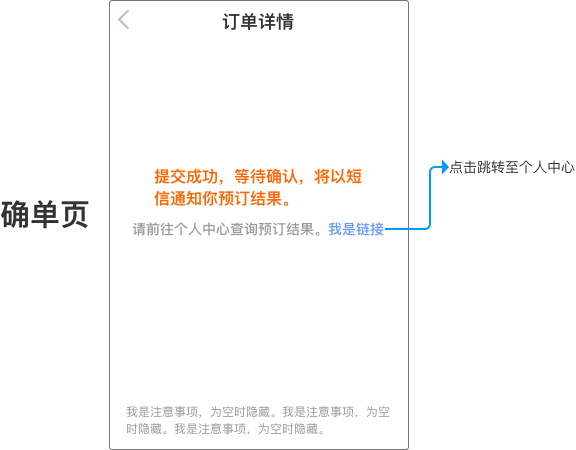 订单详情
提交成功，等待确认，将以短
信通知你预订结果。
请前往个人中心查询预订结果。我是链接
点击跳转至个人中心
确单页
我是注意事项，为空时隐藏。我是注意事项，为空
时隐藏。我是注意事项，为空时隐藏。